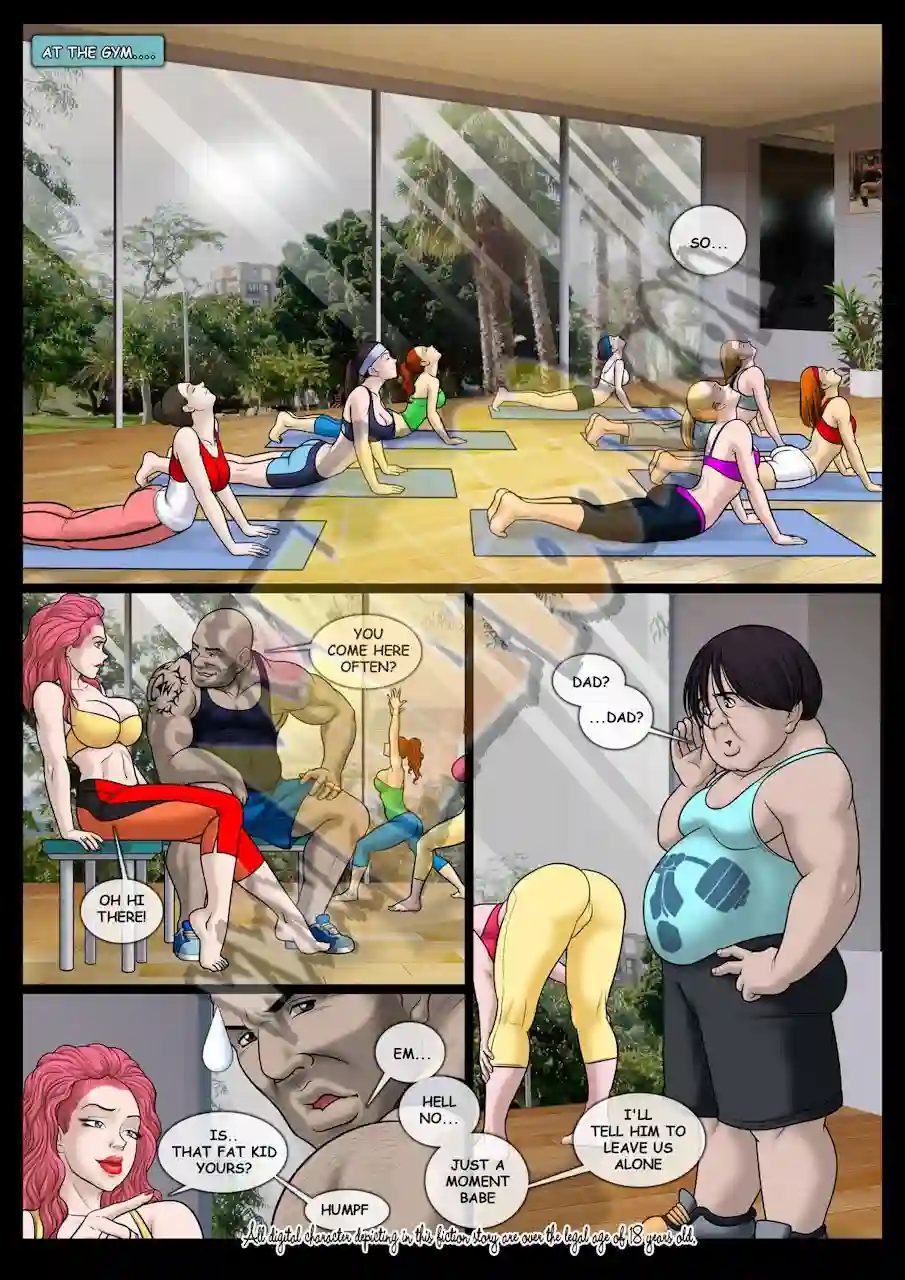 AT THE GYM....
SO...
YOU
COME HERE
OFTEN?
OH HI
THERE!
DAD?
...DAD?
IS..
THAT FAT KID
YOURS?
EM...
HELL
NO...
HUMPF
JUST A
MOMENT
BABE
I'LL
TELL HIM TO
LEAVE US
ALONE
All digital character depicting in this fiction story are over the legal age of 18 years old.